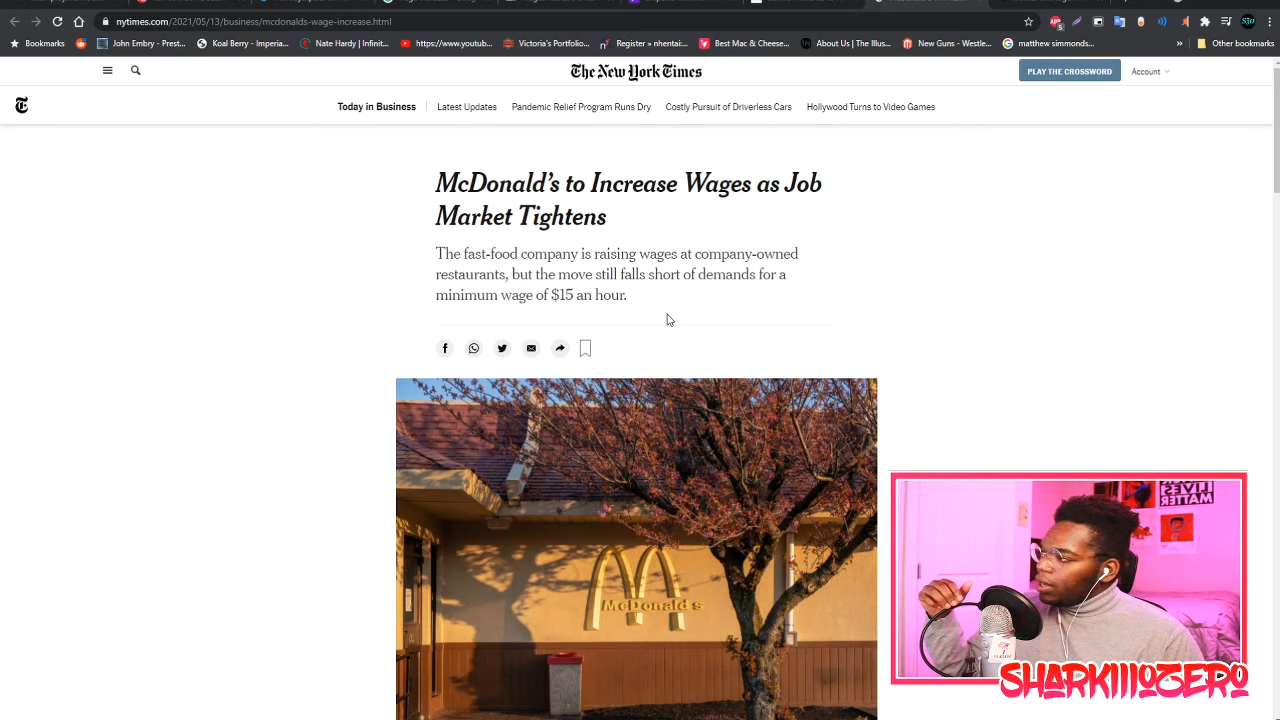 nytimes.com/2021/05/13/business/mcdonalds-wage-increase.html
Bookmarks John Embry - Prest... Koal Berry - Imperia... Nate Hardy | Infinit... https://www.youtub... Victoria's Portfolio... Register » nhentai:... Best Mac & Cheese... About Us | The Illus... New Guns - Westle... matthew simmonds... » Other bookmarks
The New York Times
PLAY THE CROSSWORD Account
T Today in Business Latest Updates Pandemic Relief Program Runs Dry Costly Pursuit of Driverless Cars Hollywood Turns to Video Games
McDonald's to Increase Wages as Job
Market Tightens
The fast-food company is raising wages at company-owned
restaurants, but the move still falls short of demands for a
minimum wage of $15 an hour.
McDonald's
LIVES
MATTER
SHARK1110ZERO